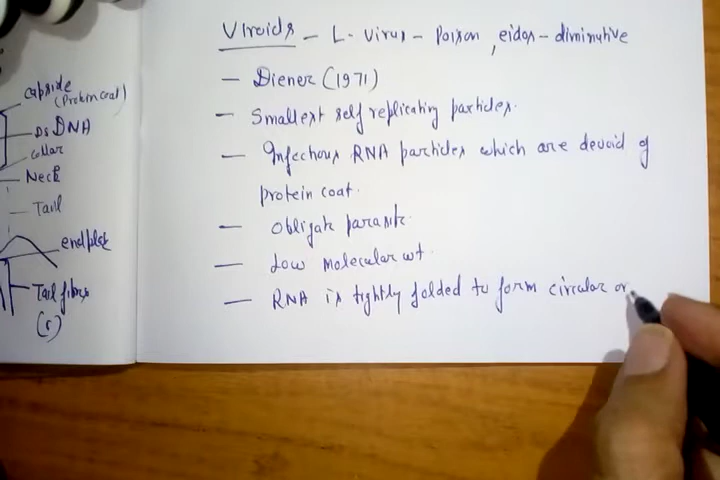 capside
(Protein coat)
DS DNA
collar
Neck
Tail
endplate
Tail fibres
Viroids - L. virus - Poison, eidos - diminutive
- Diener (1971)
- Smallest self replicating particles.
- Infectious RNA particles which are devoid of
protein coat.
- Obligate parasite.
- Low molecular wt.
- RNA is tightly folded to form circular or